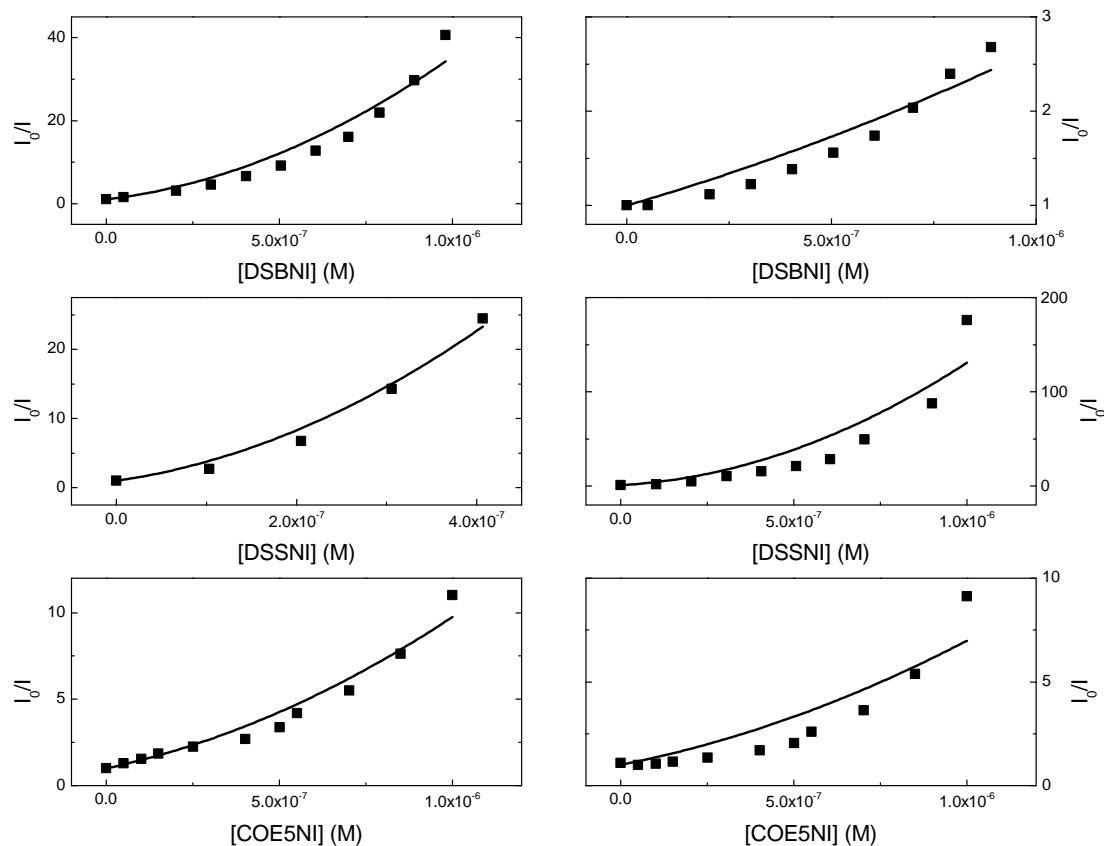 40
20
0
I0/I
0.0 5.0x10-7 1.0x10-6
[DSBNI] (M)
3
2
1
I0/I
0.0 5.0x10-7 1.0x10-6
[DSBNI] (M)
20
10
0
I0/I
0.0 2.0x10-7 4.0x10-7
[DSSNI] (M)
200
100
0
I0/I
0.0 5.0x10-7 1.0x10-6
[DSSNI] (M)
10
5
0
I0/I
0.0 5.0x10-7 1.0x10-6
[COE5NI] (M)
10
5
0
I0/I
0.0 5.0x10-7 1.0x10-6
[COE5NI] (M)